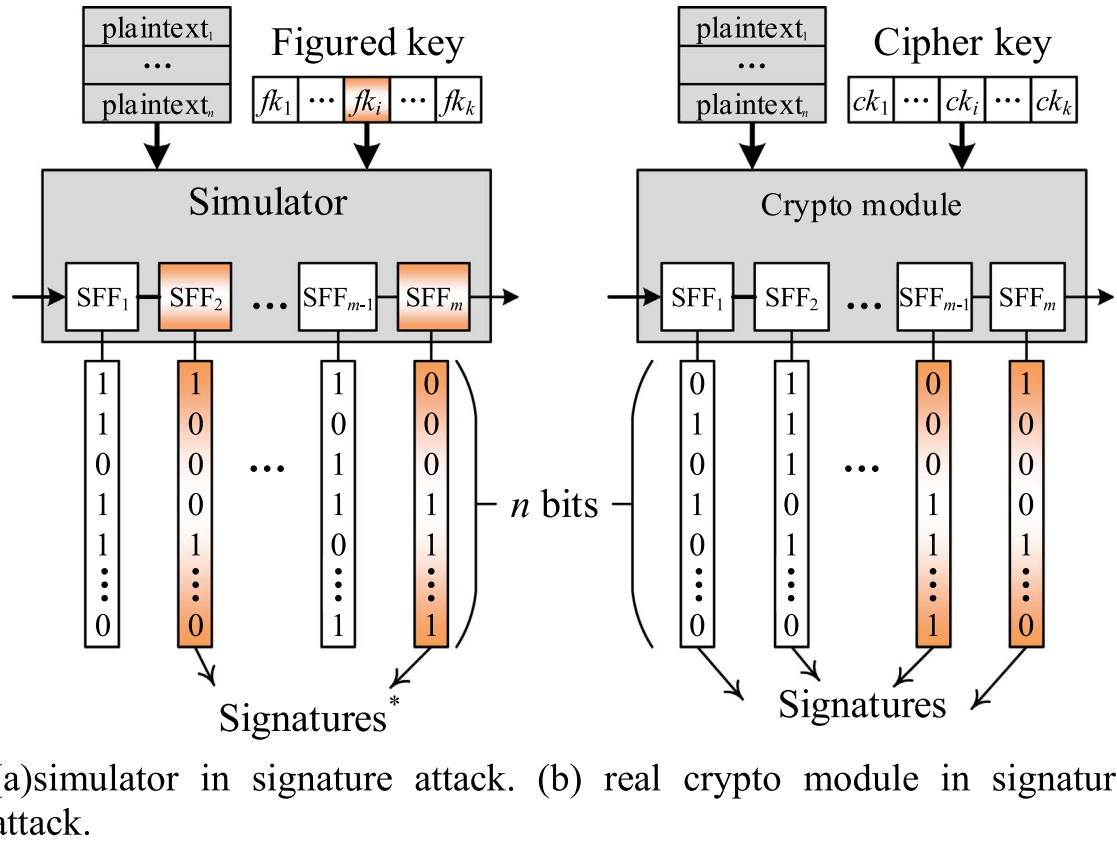 plaintext₁
...
plaintextₙ
Figured key
fk₁ ... fkᵢ ... fkₖ
Simulator
SFF₁ SFF₂ ... SFFₘ₋₁ SFFₘ
1 1 1 0
1 0 0 0
0 0 ... 1 0
1 0 1 1
1 1 0 1
⋮ ⋮ ⋮ ⋮
0 0 1 1
Signatures*
n bits
plaintext₁
...
plaintextₙ
Cipher key
ck₁ ... ckᵢ ... ckₖ
Crypto module
SFF₁ SFF₂ ... SFFₘ₋₁ SFFₘ
0 1 0 1
1 1 0 0
0 1 ... 0 0
1 0 1 0
0 1 1 1
⋮ ⋮ ⋮ ⋮
0 0 1 0
Signatures
(a)simulator in signature attack. (b) real crypto module in signatur
attack.